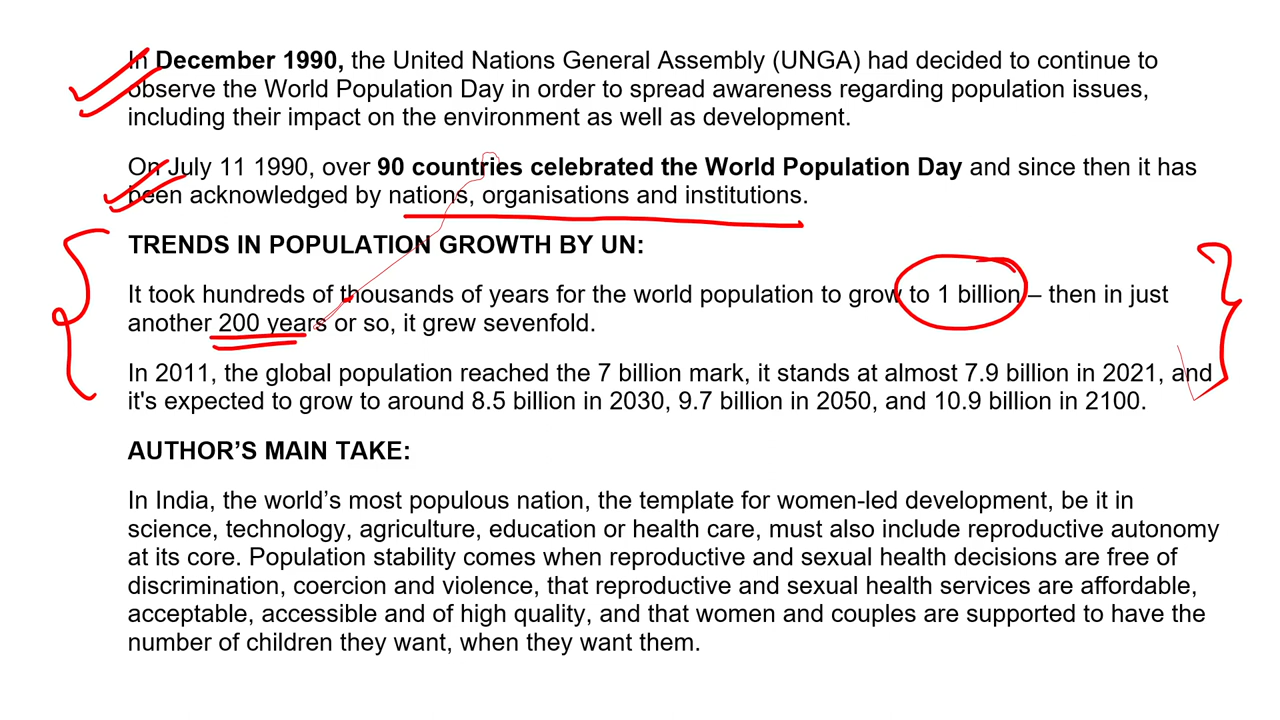 In December 1990, the United Nations General Assembly (UNGA) had decided to continue to
observe the World Population Day in order to spread awareness regarding population issues,
including their impact on the environment as well as development.
On July 11 1990, over 90 countries celebrated the World Population Day and since then it has
been acknowledged by nations, organisations and institutions.
TRENDS IN POPULATION GROWTH BY UN:
It took hundreds of thousands of years for the world population to grow to 1 billion – then in just
another 200 years or so, it grew sevenfold.
In 2011, the global population reached the 7 billion mark, it stands at almost 7.9 billion in 2021, and
it's expected to grow to around 8.5 billion in 2030, 9.7 billion in 2050, and 10.9 billion in 2100.
AUTHOR’S MAIN TAKE:
In India, the world’s most populous nation, the template for women-led development, be it in
science, technology, agriculture, education or health care, must also include reproductive autonomy
at its core. Population stability comes when reproductive and sexual health decisions are free of
discrimination, coercion and violence, that reproductive and sexual health services are affordable,
acceptable, accessible and of high quality, and that women and couples are supported to have the
number of children they want, when they want them.